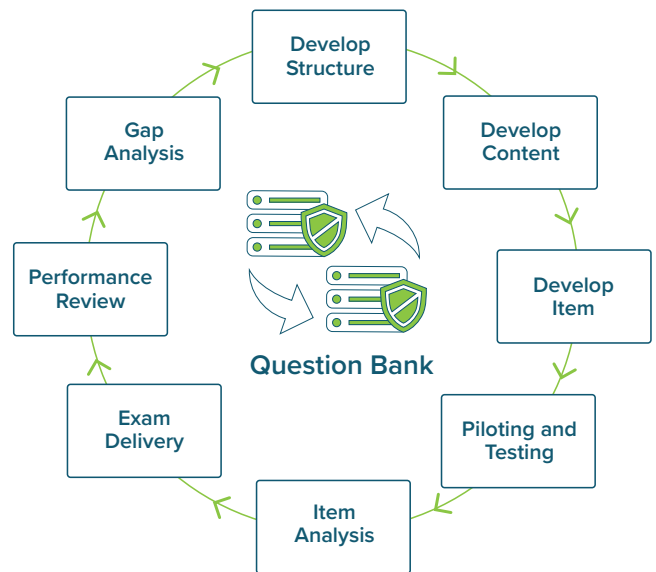 Develop
Structure
Develop
Content
Develop
Item
Piloting and
Testing
Item
Analysis
Exam
Delivery
Performance
Review
Gap
Analysis
Question Bank